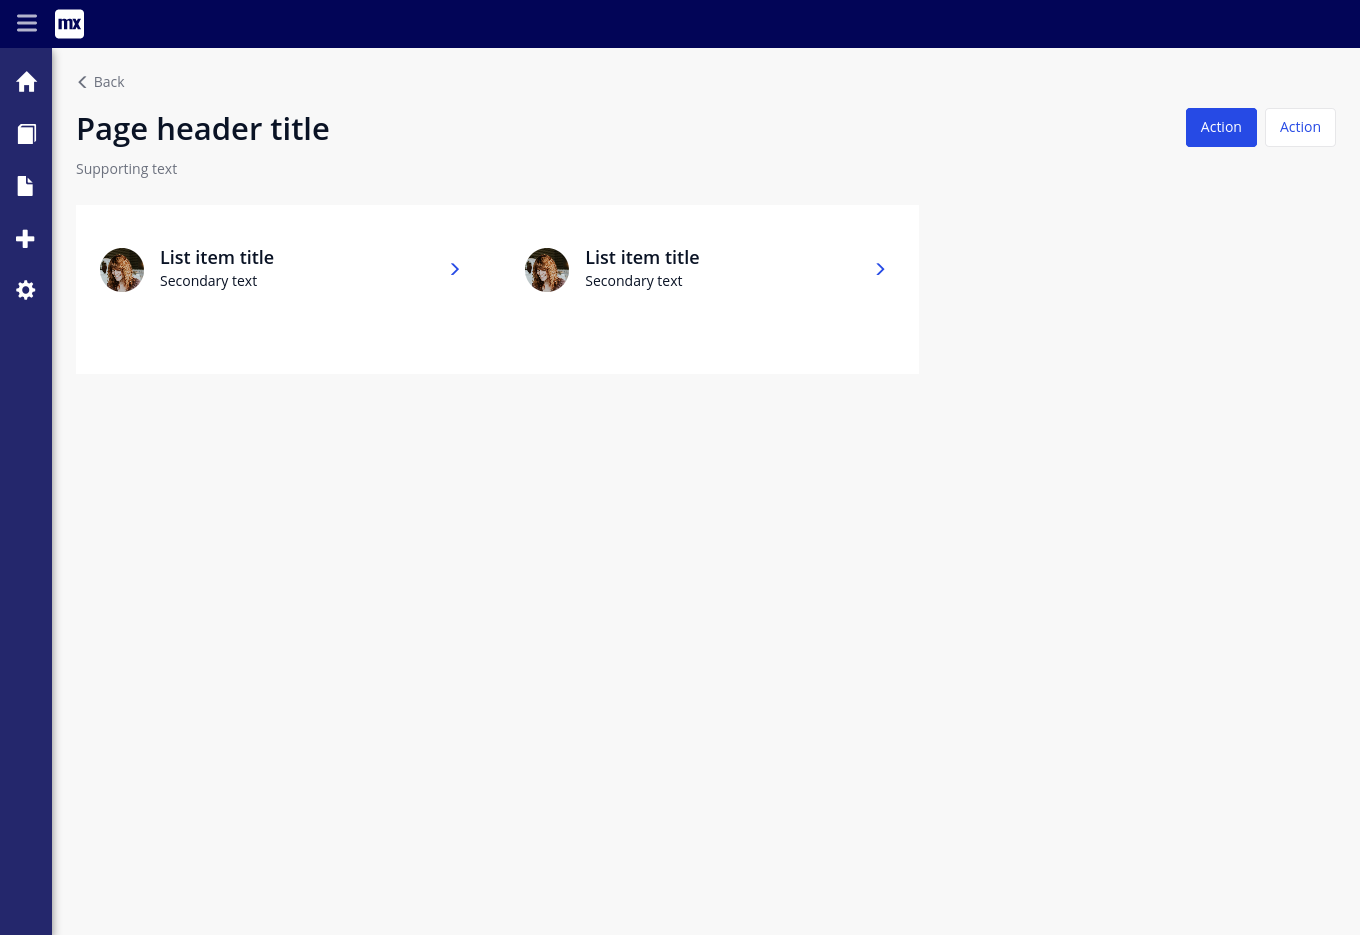 mx
Back
Page header title
Action
Action
Supporting text
List item title
Secondary text
List item title
Secondary text